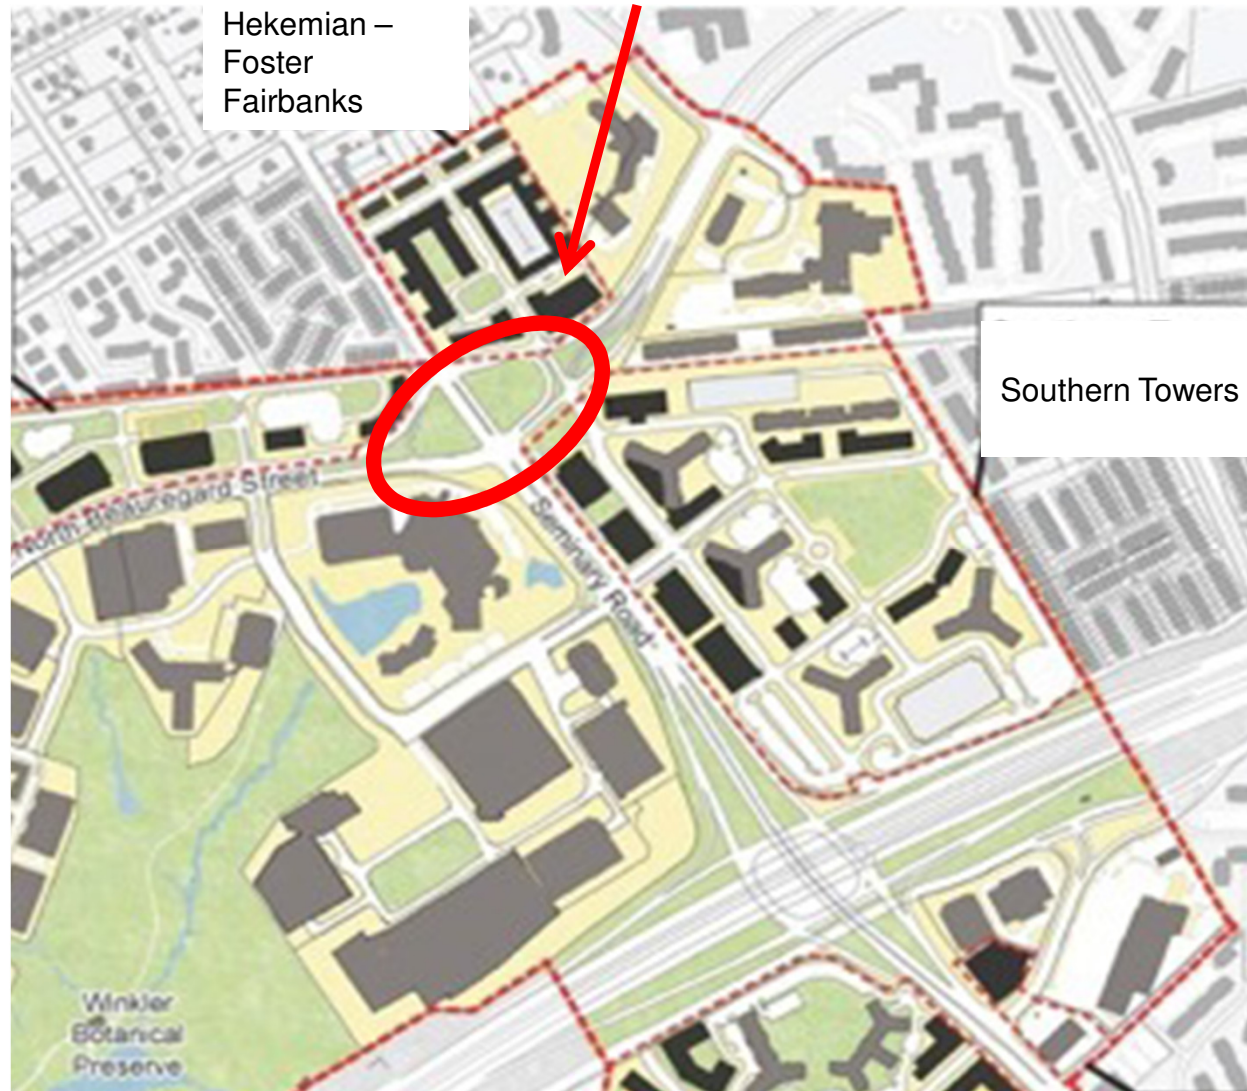 Hekemian –
Foster
Fairbanks
Southern Towers
North Beauregard Street
Seminary Road
Winkler
Botanical
Preserve